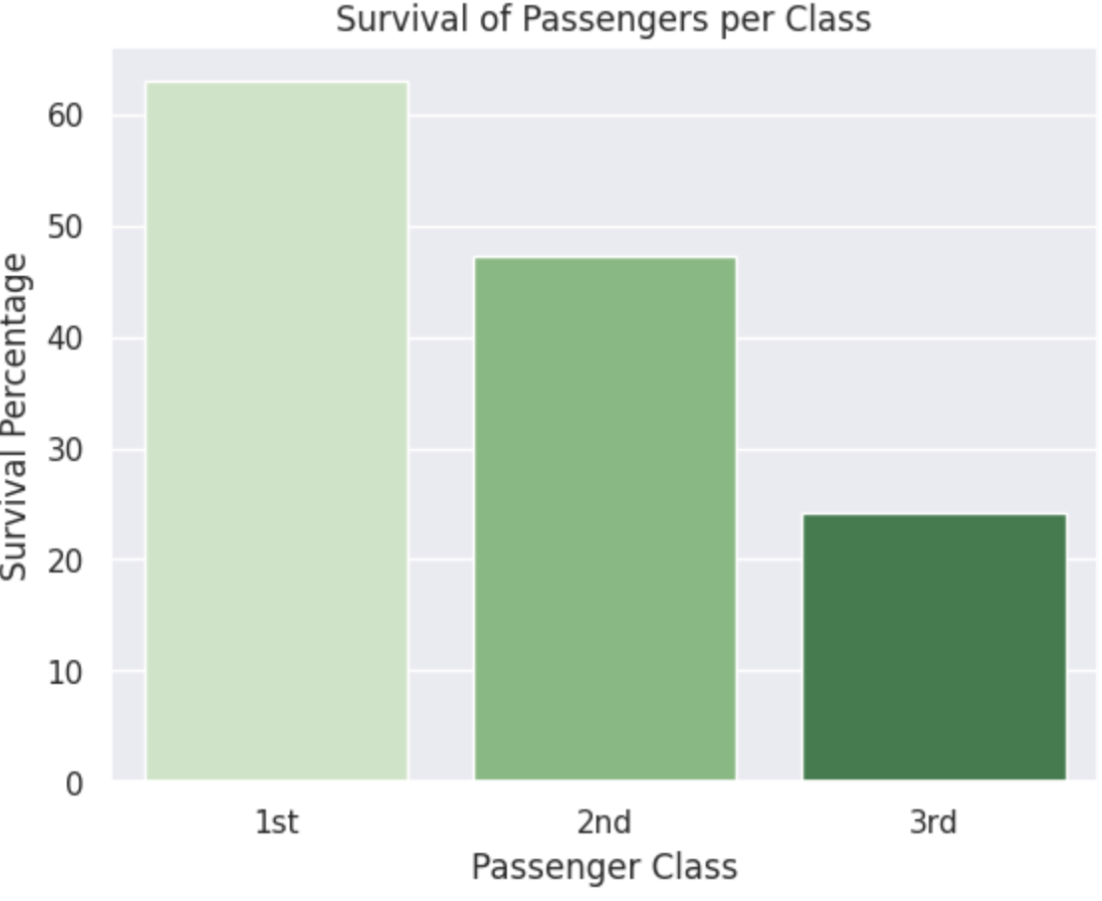 Survival of Passengers per Class
Survival Percentage
60
50
40
30
20
10
0
1st 2nd 3rd
Passenger Class